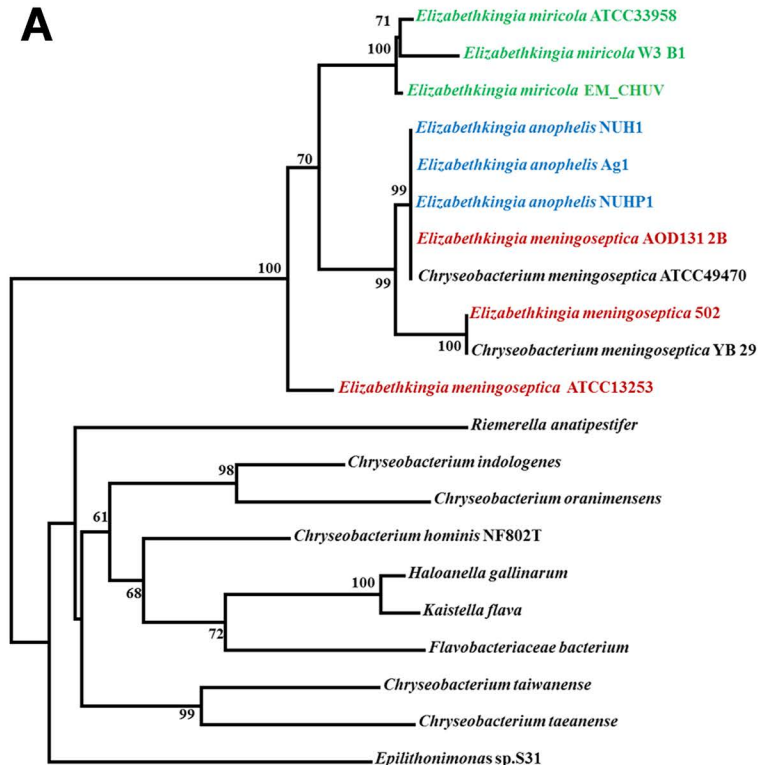 A
71
Elizabethkingia miricola ATCC33958
100
Elizabethkingia miricola W3 B1
Elizabethkingia miricola EM_CHUV
Elizabethkingia anophelis NUH1
70
Elizabethkingia anophelis Ag1
99
Elizabethkingia anophelis NUHP1
Elizabethkingia meningoseptica AOD131 2B
100
Chryseobacterium meningoseptica ATCC49470
99
Elizabethkingia meningoseptica 502
100
Chryseobacterium meningoseptica YB 29
Elizabethkingia meningoseptica ATCC13253
Riemerella anatipestifer
98
Chryseobacterium indologenes
Chryseobacterium oranimensens
61
Chryseobacterium hominis NF802T
Haloanella gallinarum
100
68
Kaistella flava
72
Flavobacteriaceae bacterium
Chryseobacterium taiwanense
99
Chryseobacterium taeanense
Epilithonimonas sp.S31